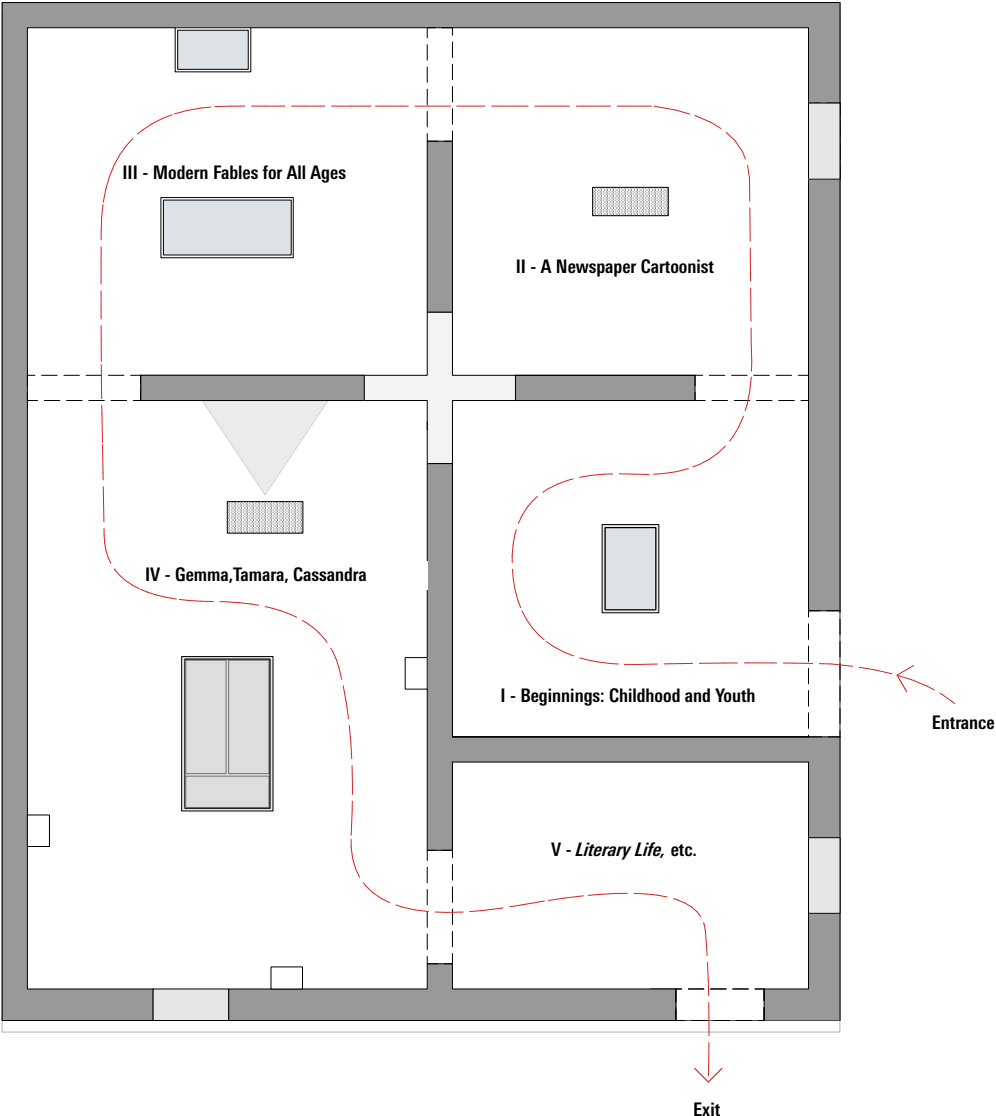 III - Modern Fables for All Ages
II - A Newspaper Cartoonist
IV - Gemma,Tamara, Cassandra
I - Beginnings: Childhood and Youth
Entrance
V - Literary Life, etc.
Exit